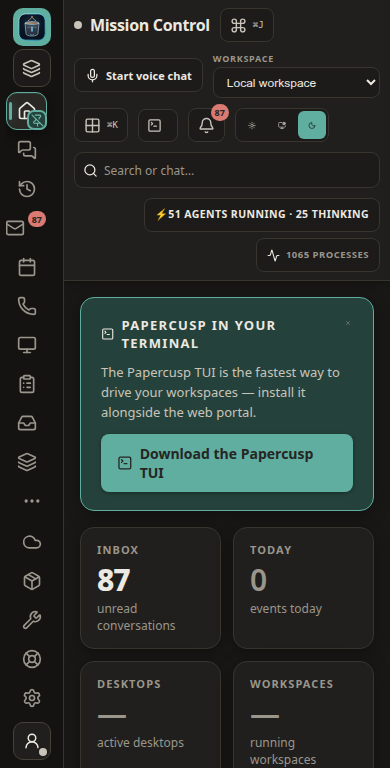 Mission Control
⌘J
Start voice chat
WORKSPACE
Local workspace
⌘K
87
Search or chat...
87
⚡51 AGENTS RUNNING · 25 THINKING
1065 PROCESSES
PAPERCUSP IN YOUR
TERMINAL
×
The Papercusp TUI is the fastest way to
drive your workspaces — install it
alongside the web portal.
Download the Papercusp
TUI
INBOX
87
unread
conversations
TODAY
0
events today
DESKTOPS
—
active desktops
WORKSPACES
—
running
workspaces